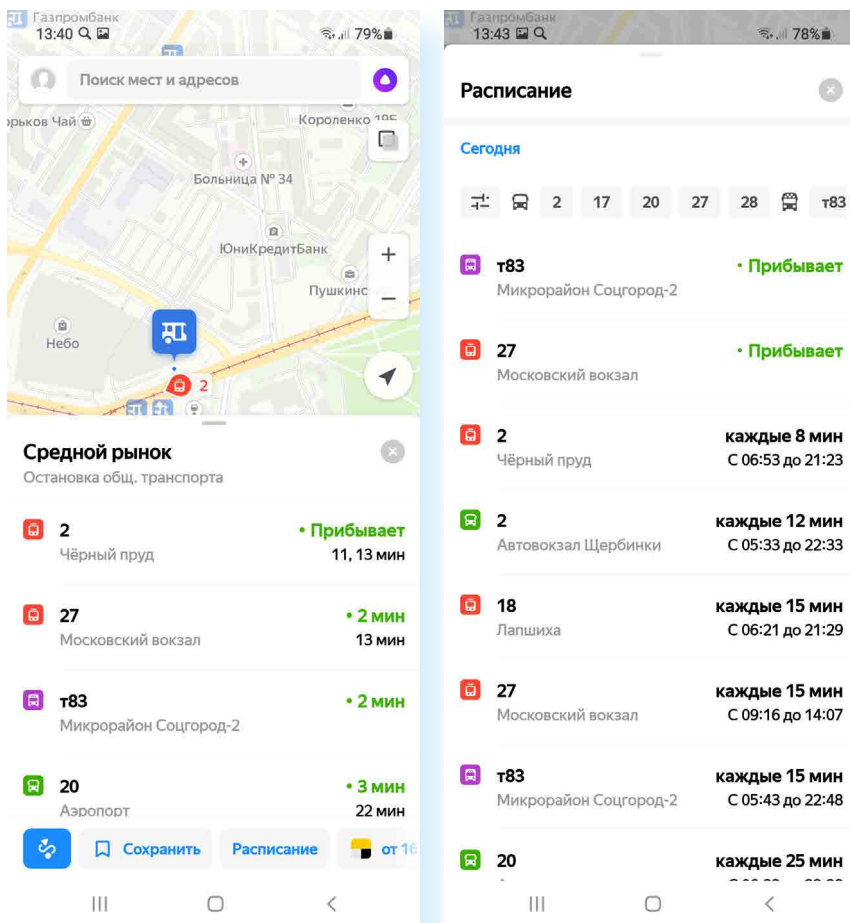 Газпромбанк
13:40
79%
Поиск мест и адресов
Чай
Короленко 19Б
Больница № 34
ЮниКредитБанк
Небо
2
Средной рынок
Остановка общ. транспорта
2
• Прибывает
Чёрный пруд
11, 13 мин
27
• 2 мин
Московский вокзал
13 мин
т83
• 2 мин
Микрорайон Соцгород-2
20
• 3 мин
Аэропорт
22 мин
Сохранить
Расписание
от 16
Газпромбанк
13:43
78%
Расписание
Сегодня
2
17
20
27
28
т83
т83
• Прибывает
Микрорайон Соцгород-2
27
• Прибывает
Московский вокзал
2
каждые 8 мин
Чёрный пруд
С 06:53 до 21:23
2
каждые 12 мин
Автовокзал Щербинки
С 05:33 до 22:33
18
каждые 15 мин
Лапшиха
С 06:21 до 21:29
27
каждые 15 мин
Московский вокзал
С 09:16 до 14:07
т83
каждые 15 мин
Микрорайон Соцгород-2
С 05:43 до 22:48
20
каждые 25 мин